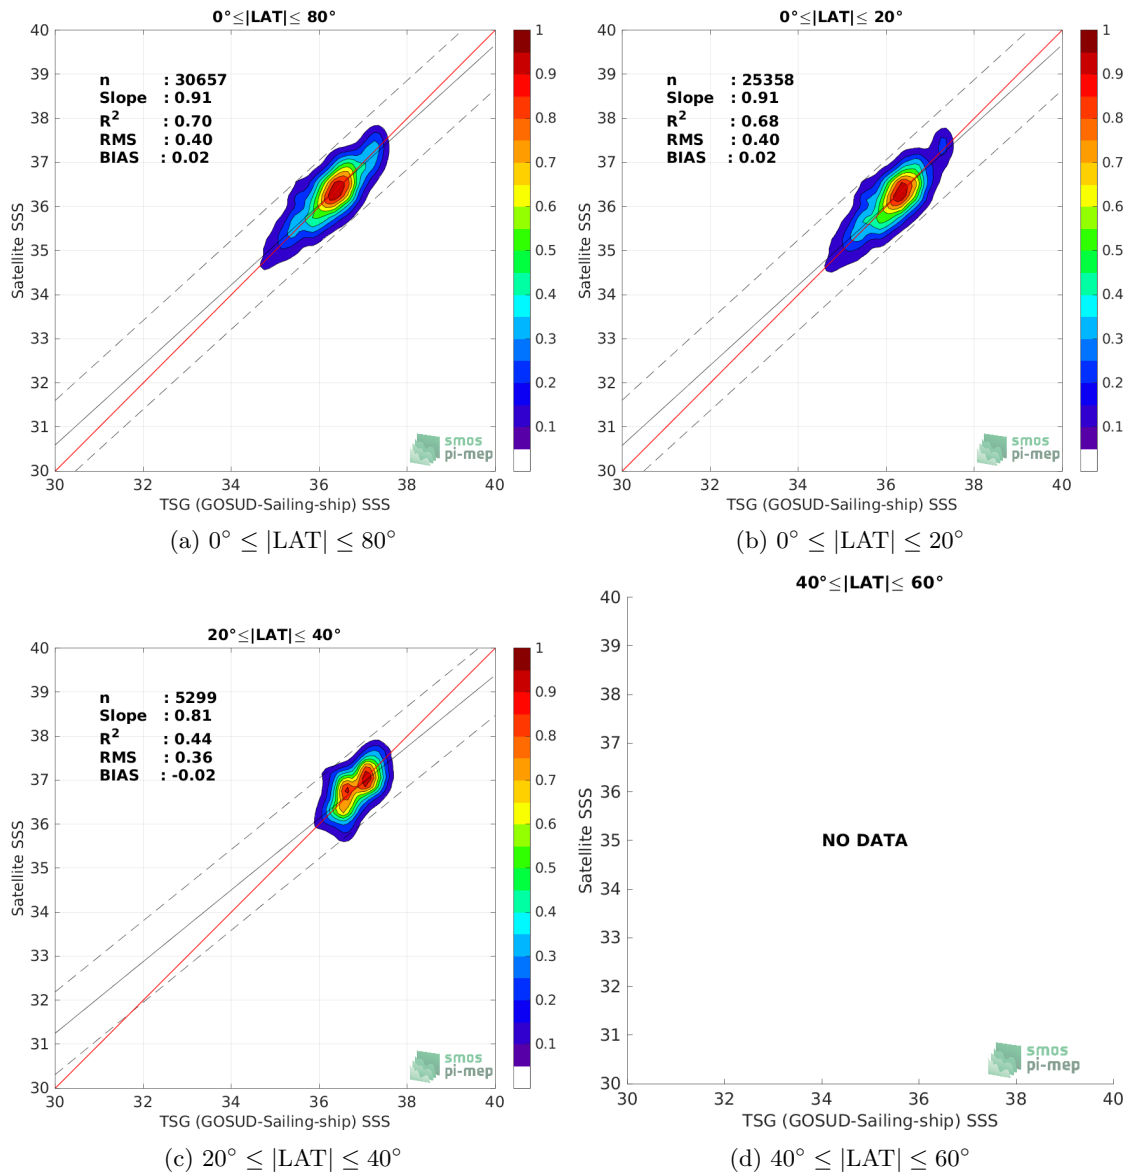 0°≤|LAT|≤ 80°
40
39
38
37
36
35
34
33
32
31
30
Satellite SSS
n : 30657
Slope : 0.91
R2 : 0.70
RMS : 0.40
BIAS : 0.02
smos
pi-mep
30 32 34 36 38 40
TSG (GOSUD-Sailing-ship) SSS
1
0.9
0.8
0.7
0.6
0.5
0.4
0.3
0.2
0.1
(a) 0° ≤ |LAT| ≤ 80°
0°≤|LAT|≤ 20°
40
39
38
37
36
35
34
33
32
31
30
Satellite SSS
n : 25358
Slope : 0.91
R2 : 0.68
RMS : 0.40
BIAS : 0.02
smos
pi-mep
30 32 34 36 38 40
TSG (GOSUD-Sailing-ship) SSS
1
0.9
0.8
0.7
0.6
0.5
0.4
0.3
0.2
0.1
(b) 0° ≤ |LAT| ≤ 20°
20°≤|LAT|≤ 40°
40
39
38
37
36
35
34
33
32
31
30
Satellite SSS
n : 5299
Slope : 0.81
R2 : 0.44
RMS : 0.36
BIAS : -0.02
smos
pi-mep
30 32 34 36 38 40
TSG (GOSUD-Sailing-ship) SSS
1
0.9
0.8
0.7
0.6
0.5
0.4
0.3
0.2
0.1
(c) 20° ≤ |LAT| ≤ 40°
40°≤|LAT|≤ 60°
40
39
38
37
36
35
34
33
32
31
30
Satellite SSS
NO DATA
smos
pi-mep
30 32 34 36 38 40
TSG (GOSUD-Sailing-ship) SSS
(d) 40° ≤ |LAT| ≤ 60°